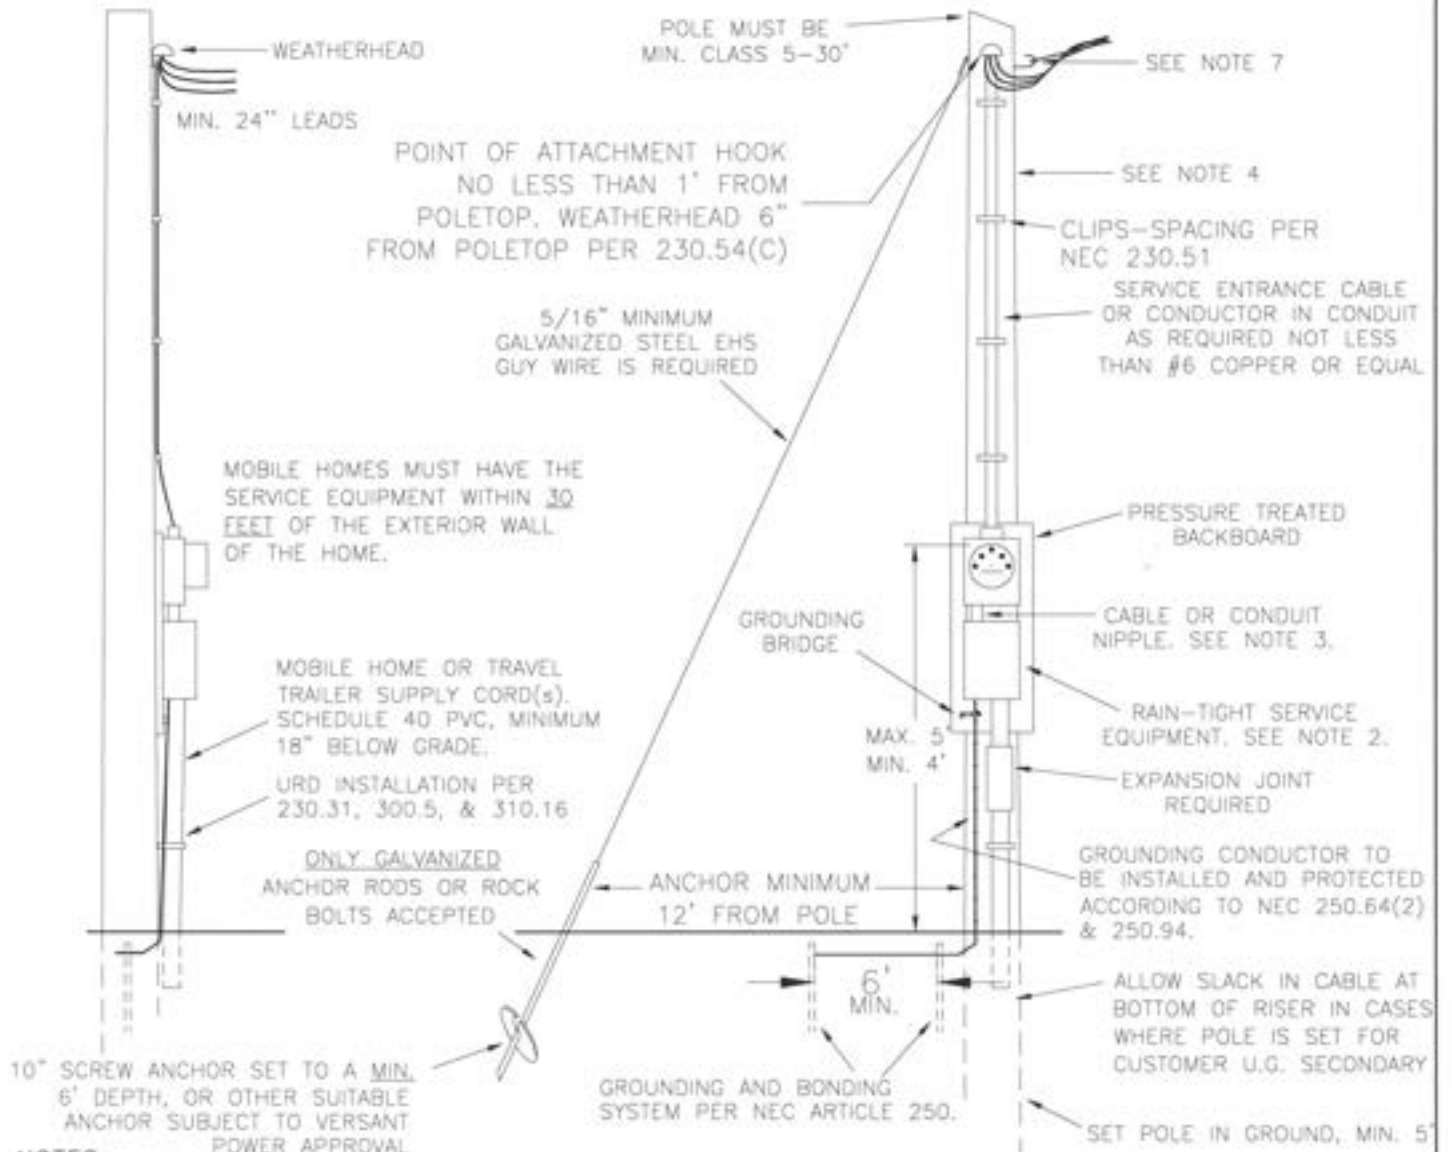 WEATHERHEAD
MIN. 24" LEADS
POLE MUST BE
MIN. CLASS 5-30'
SEE NOTE 7
POINT OF ATTACHMENT HOOK
NO LESS THAN 1' FROM
POLETOP. WEATHERHEAD 6"
FROM POLETOP PER 230.54(C)
SEE NOTE 4
CLIPS-SPACING PER
NEC 230.51
SERVICE ENTRANCE CABLE
OR CONDUCTOR IN CONDUIT
AS REQUIRED NOT LESS
THAN #6 COPPER OR EQUAL
5/16" MINIMUM
GALVANIZED STEEL EHS
GUY WIRE IS REQUIRED
MOBILE HOMES MUST HAVE THE
SERVICE EQUIPMENT WITHIN 30
FEET OF THE EXTERIOR WALL
OF THE HOME.
PRESSURE TREATED
BACKBOARD
GROUNDING
BRIDGE
CABLE OR CONDUIT
NIPPLE. SEE NOTE 3.
MOBILE HOME OR TRAVEL
TRAILER SUPPLY CORD(s).
SCHEDULE 40 PVC, MINIMUM
18" BELOW GRADE.
MAX. 5'
MIN. 4'
RAIN-TIGHT SERVICE
EQUIPMENT. SEE NOTE 2.
URD INSTALLATION PER
230.31, 300.5, & 310.16
EXPANSION JOINT
REQUIRED
ONLY GALVANIZED
ANCHOR RODS OR ROCK
BOLTS ACCEPTED
ANCHOR MINIMUM
12' FROM POLE
GROUNDING CONDUCTOR TO
BE INSTALLED AND PROTECTED
ACCORDING TO NEC 250.64(2)
& 250.94.
6'
MIN.
ALLOW SLACK IN CABLE AT
BOTTOM OF RISER IN CASES
WHERE POLE IS SET FOR
CUSTOMER U.G. SECONDARY
10" SCREW ANCHOR SET TO A MIN.
6' DEPTH, OR OTHER SUITABLE
ANCHOR SUBJECT TO VERSANT
POWER APPROVAL
GROUNDING AND BONDING
SYSTEM PER NEC ARTICLE 250.
SET POLE IN GROUND, MIN. 5'